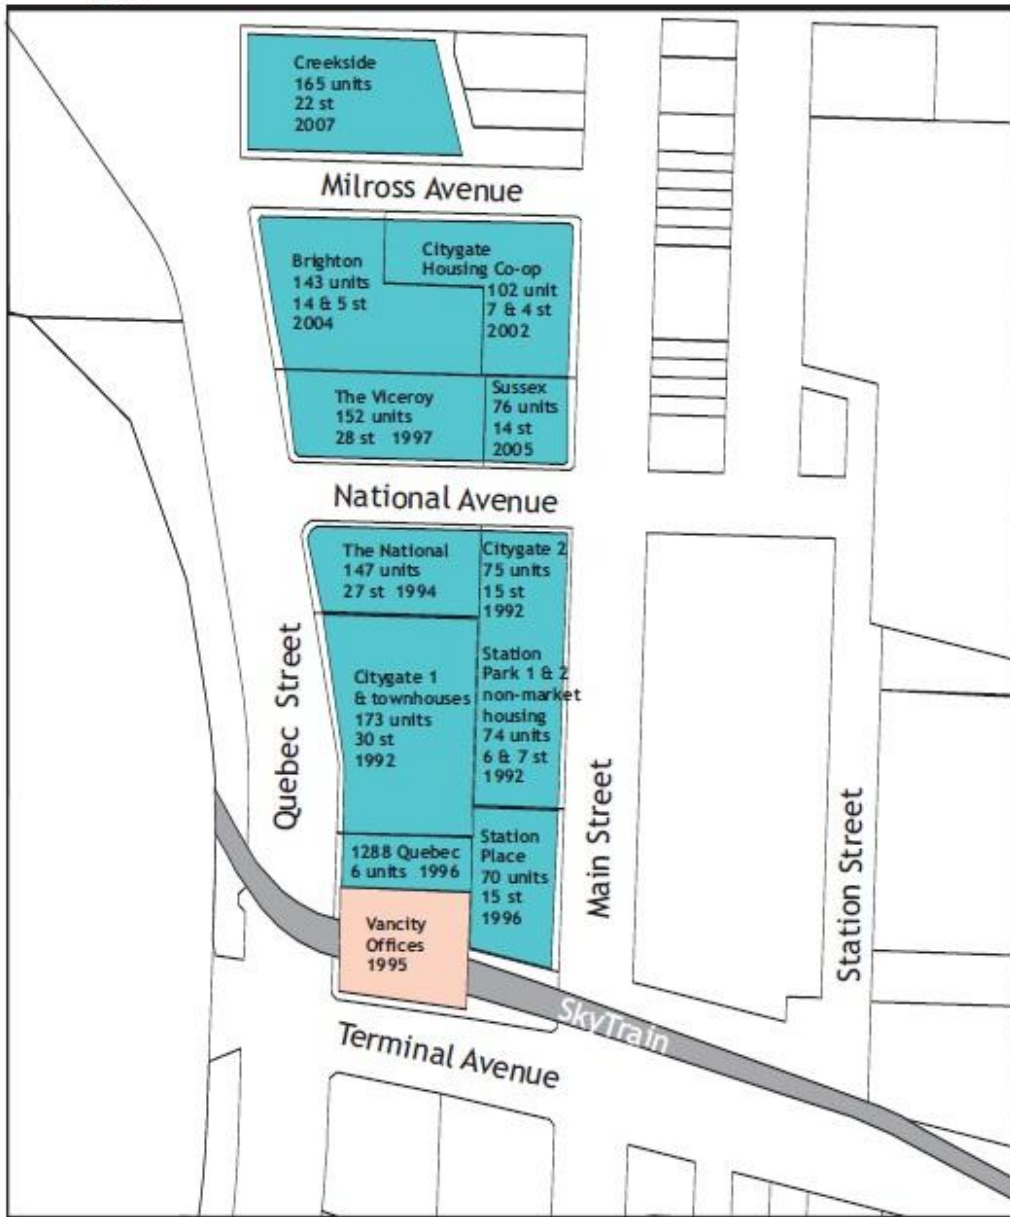 Creekside
165 units
22 st
2007
Milross Avenue
Brighton
143 units
14 & 5 st
2004
Citygate
Housing Co-op
102 unit
7 & 4 st
2002
The Viceroy
152 units
28 st 1997
Sussex
76 units
14 st
2005
National Avenue
The National
147 units
27 st 1994
Citygate 2
75 units
15 st
1992
Citygate 1
& townhouses
173 units
30 st
1992
Station
Park 1 & 2
non-market
housing
74 units
6 & 7 st
1992
Quebec Street
1288 Quebec
6 units 1996
Station
Place
70 units
15 st
1996
Main Street
Station Street
Vancity
Offices
1995
SkyTrain
Terminal Avenue